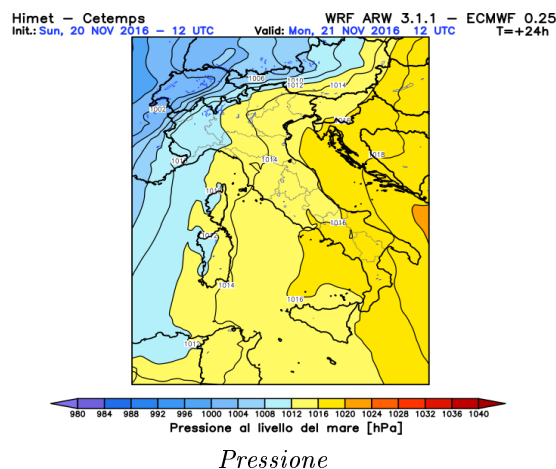 Himet – Cetemps WRF ARW 3.1.1 – ECMWF 0.25
Init.: Sun, 20 NOV 2016 – 12 UTC Valid: Mon, 21 NOV 2016 12 UTC T=+24h
1006
1010
1012
1014
1002
1014
1018
1016
1014
1016
980 984 988 992 996 1000 1004 1008 1012 1016 1020 1024 1028 1032 1036 1040
Pressione al livello del mare [hPa]
Pressione